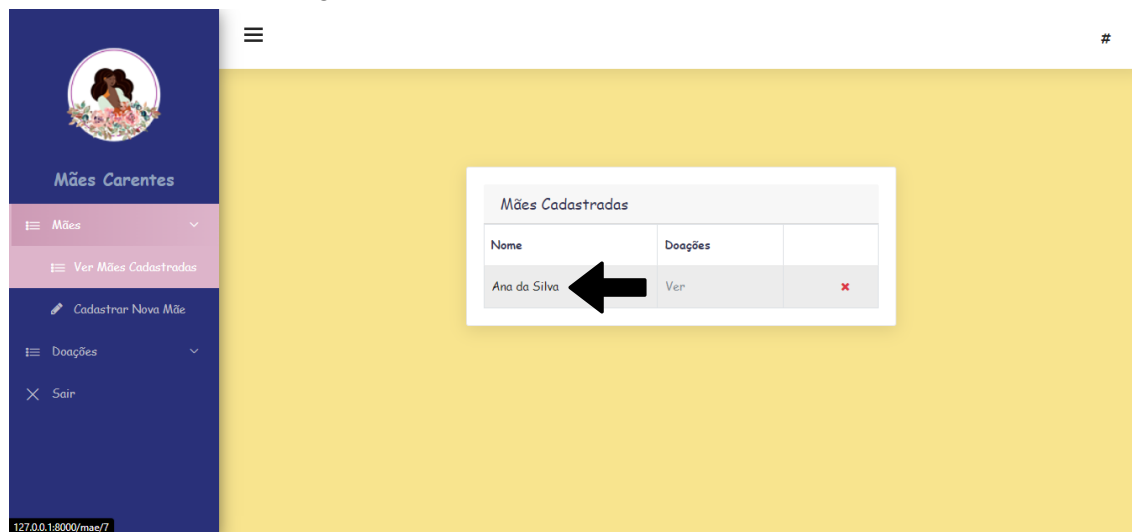 #
Mães Carentes
Mães
Ver Mães Cadastradas
Cadastrar Nova Mãe
Doações
Sair
Mães Cadastradas
Nome Doações
Ana da Silva Ver
127.0.0.1:8000/mae/7